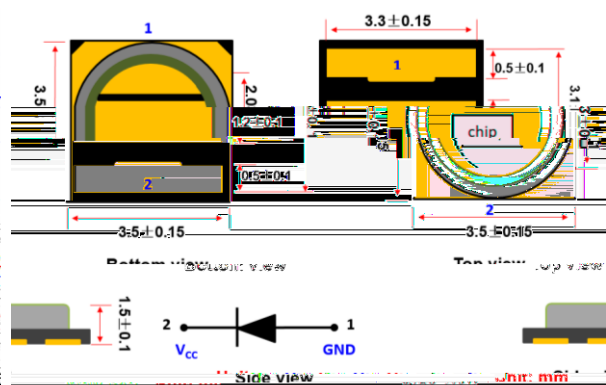 1
3.3±0.15
1
0.5±0.1
3.5
2.0
3.1
1.2±0.1
chip
2
0.5±0.1
2
3.5±0.15
3.5±0.15
Bottom view
Top view
1.5±0.1
2
1
Vcc
GND
Side view
Unit: mm